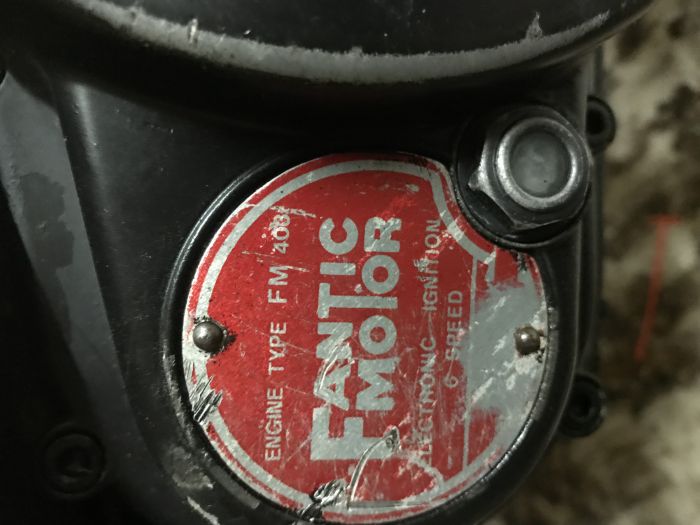 ENGINE TYPE FM 408
FANTIC
MOTOR
ELECTRONIC IGNITION
6 SPEED